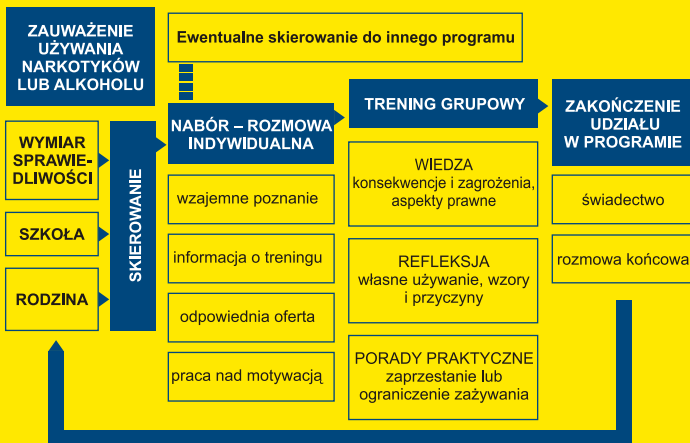 ZAUWAŻENIE
UŻYWANIA
NARKOTYKÓW
LUB ALKOHOLU
WYMIAR
SPRAWIE-
DLIWOŚCI
SZKOŁA
RODZINA
SKIEROWANIE
Ewentualne skierowanie do innego programu
NABÓR – ROZMOWA
INDYWIDUALNA
wzajemne poznanie
informacja o treningu
odpowiednia oferta
praca nad motywacją
TRENING GRUPOWY
WIEDZA
konsekwencje i zagrożenia,
aspekty prawne
REFLEKSJA
własne używanie, wzory
i przyczyny
PORADY PRAKTYCZNE
zaprzestanie lub
ograniczenie zażywania
ZAKOŃCZENIE
UDZIAŁU
W PROGRAMIE
świadectwo
rozmowa końcowa